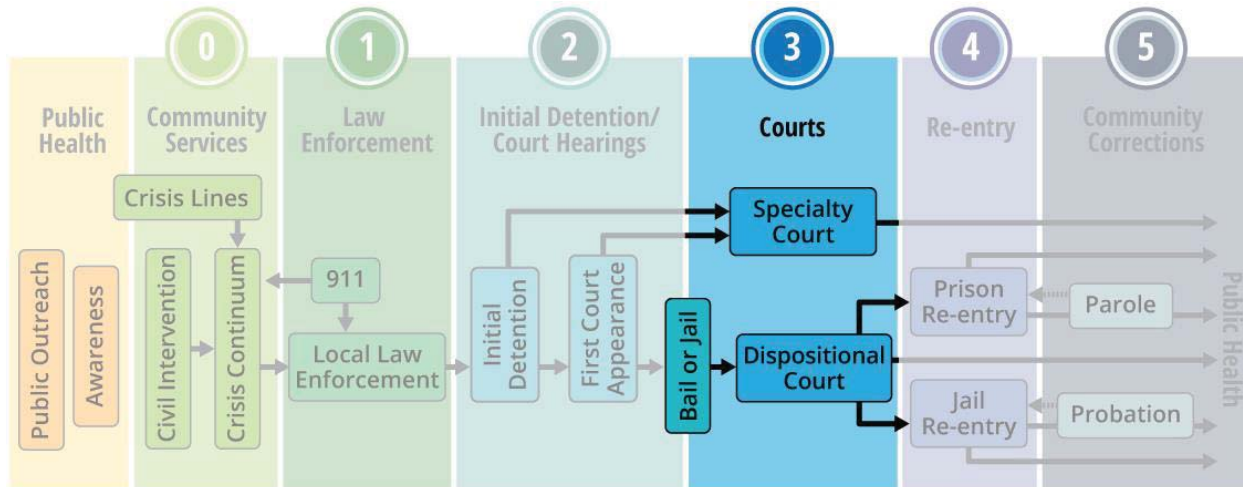 0
1
2
3
4
5
Public
Health
Community
Services
Law
Enforcement
Initial Detention/
Court Hearings
Courts
Re-entry
Community
Corrections
Crisis Lines
Public Outreach
Awareness
Civil Intervention
Crisis Continuum
911
Local Law
Enforcement
Initial
Detention
First Court
Appearance
Bail or Jail
Specialty
Court
Dispositional
Court
Prison
Re-entry
Parole
Jail
Re-entry
Probation
Public Health